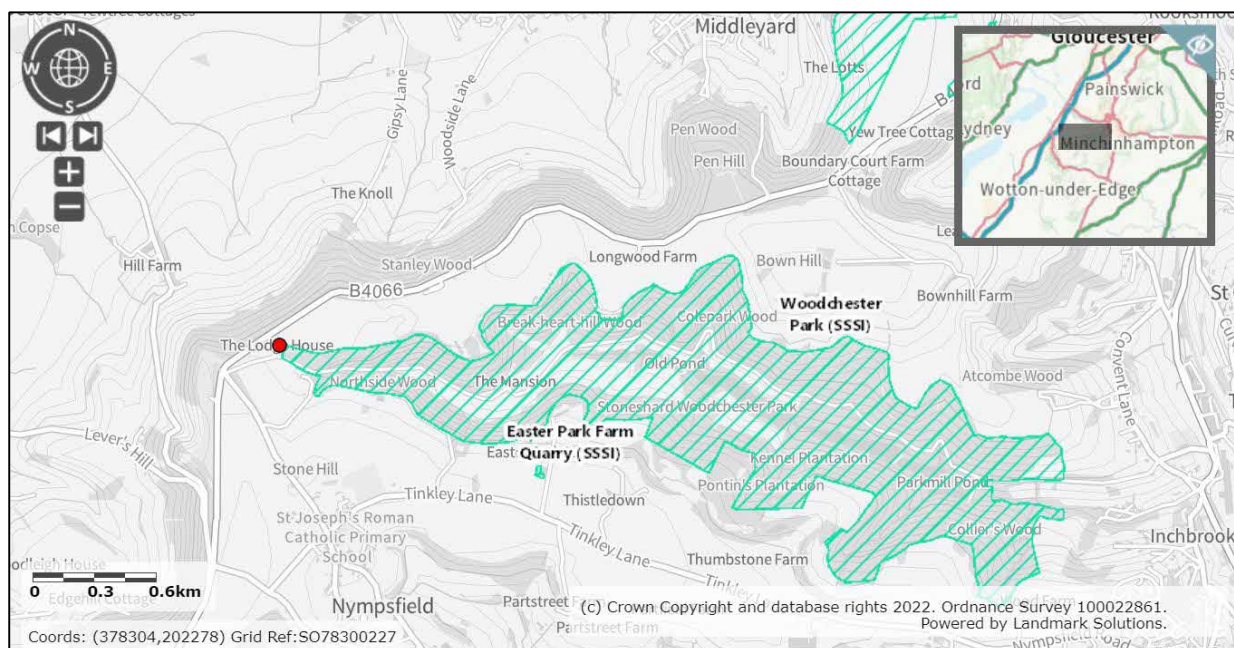 Middleyard
The Lotts
Gipsy Lane
Woodside Lane
Pen Wood
Pen Hill
Yew Tree Cottage
Boundary Court Farm
Cottage
The Knoll
Copse
Hill Farm
Stanley Wood
Longwood Farm
Bown Hill
Bownhill Farm
B4066
Woodchester
Park (SSSI)
The Lodge House
Break-heart-hill Wood
Colepark Wood
Old Pond
Convent Lane
Northside Wood
The Mansion
Atcombe Wood
Stoneshard Woodchester Park
Lever's Hill
Easter Park Farm
Quarry (SSSI)
Stone Hill
Kennel Plantation
Pontin's Plantation
Parkmill Pond
Tinkley Lane
Thistledown
St Joseph's Roman
Catholic Primary
School
Collier's Wood
Inchbrook
Tinkley Lane
Thumbstone Farm
0 0.3 0.6km
Edgehill Cottage
Nympsfield
Partstreet Farm
Partstreet Farm
Nympsfield Road
(c) Crown Copyright and database rights 2022. Ordnance Survey 100022861.
Powered by Landmark Solutions.
Coords: (378304,202278) Grid Ref:SO78300227
N
W E
S
Gloucester
Painswick
Minchinhampton
Wotton-under-Edge